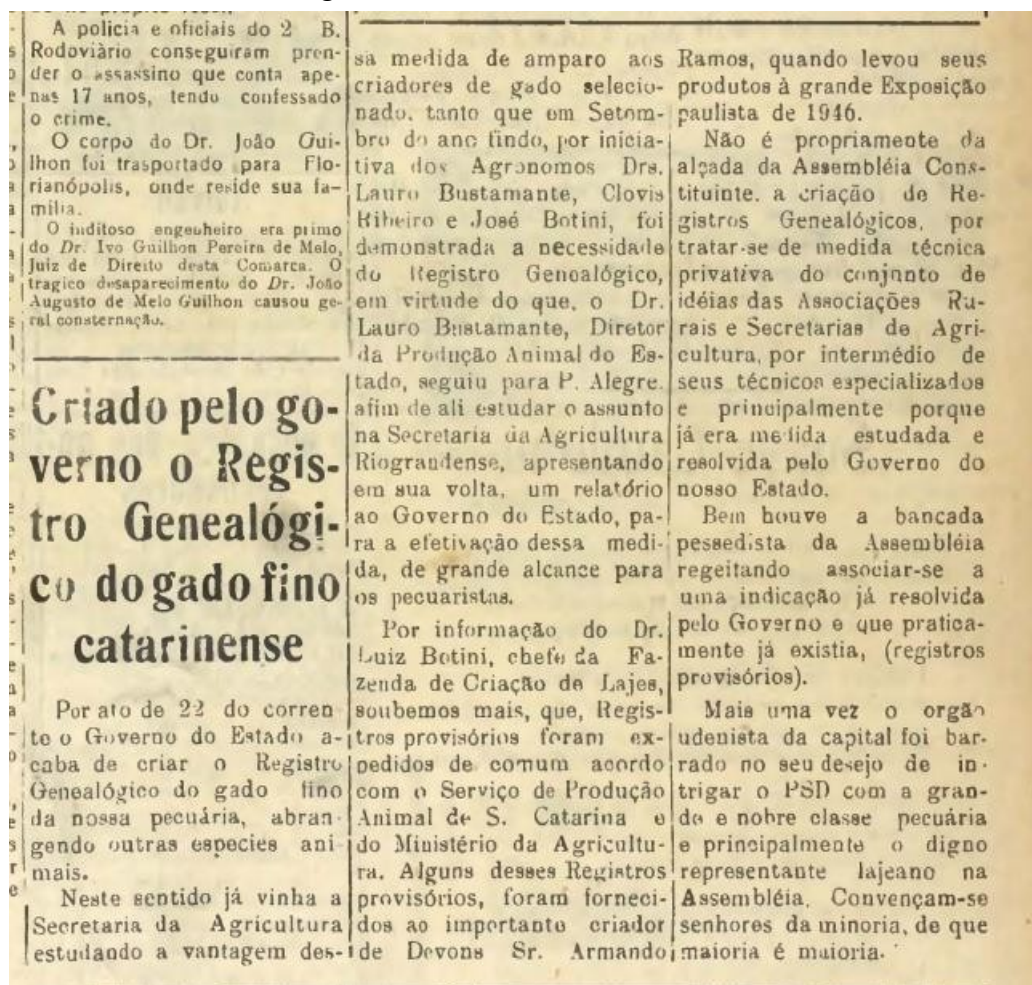 A policia e oficiais do 2 B.
Rodoviàrio conseguiram pren-
der o assassino que conta ape-
nas 17 anos, tendo confessado
o crime.
O corpo do Dr. João Gui-
lhon foi trasportado para Flo-
rianópolis, onde reside sua fa-
milia.
O inditoso engenheiro era primo
do Dr. Ivo Guilhon Pereira de Melo,
Juiz de Direito desta Comarca. O
tragico desaparecimento do Dr. João
Augusto de Melo Guilhon causou ge-
ral consternação.
Criado pelo go-
verno o Regis-
tro Genealógi-
co do gado fino
catarinense
Por ato de 22 do corren
te o Governo do Estado a-
caba de criar o Registro
Genealógico do gado fino
da nossa pecuária, abran-
gendo outras especies ani
mais.
Neste sentido já vinha a
Secretaria da Agricultura
estudando a vantagem des-
sa medida de amparo aos
criadores de gado selecio-
nado, tanto que em Setem-
bro do ano findo, por inicia-
tiva dos Agronomos Drs.
Lauro Bustamante, Clovis
Ribeiro e José Botini, foi
demonstrada a necessidade
do Registro Genealógico,
em virtude do que, o Dr.
Lauro Bustamante, Diretor
da Produção Animal do Es-
tado, seguiu para P. Alegre.
afim de ali estudar o assunto
na Secretaria da Agricultura
Riograndense, apresentando
em sua volta, um relatório
ao Governo do Estado, pa-
ra a efetivação dessa medi-
da, de grande alcance para
os pecuaristas.
Por informação do Dr.
Luiz Botini, chefe da Fa-
zenda de Criação de Lajes,
soubemos mais, que, Regis-
tros provisórios foram ex-
pedidos de comum acordo
com o Serviço de Produção
Animal de S. Catarina e
do Ministério da Agricultu-
ra. Alguns desses Registros
provisórios, foram forneci-
dos ao importante criador
de Devons Sr. Armando
Ramos, quando levou seus
produtos à grande Exposição
paulista de 1946.
Não é propriamente da
alçada da Assembléia Cons-
tituinte. a criação de Re-
gistros Genealógicos, por
tratar-se de medida técnica
privativa do conjunto de
idéias das Associações Ru-
rais e Secretarias de Agri-
cultura, por intermédio de
seus técnicos especializados
e principalmente porque
já era medida estudada e
resolvida pelo Governo do
nosso Estado.
Bem houve a bancada
pessedista da Assembléia
regeitando associar-se a
uma indicação já resolvida
pelo Governo e que pratica-
mente já existia, (registros
provisórios).
Mais uma vez o orgão
udenista da capital foi bar-
rado no seu desejo de in-
trigar o PSD com a gran-
de e nobre classe pecuária
e principalmente o digno
representante lajeano na
Assembléia. Convençam-se
senhores da minoria, de que
maioria é maioria.